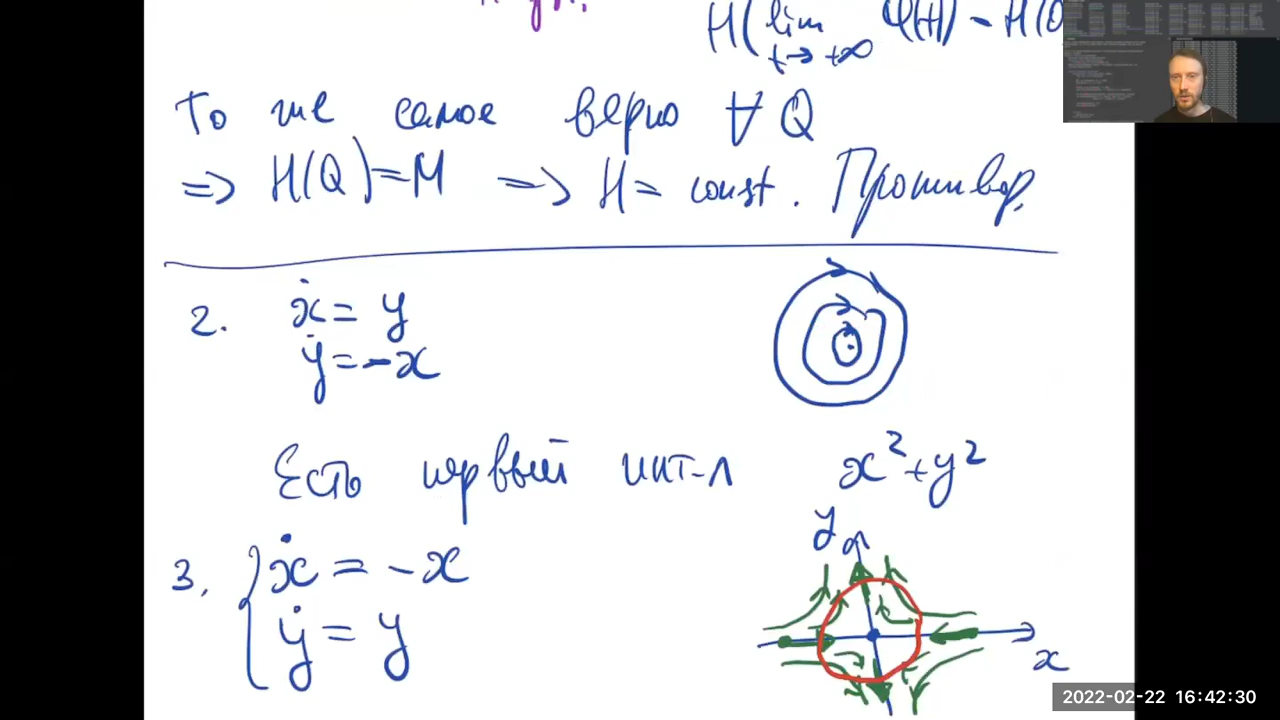 H(lim φ(t)) = H(0
t→+∞
То же самое верно ∀ Q
=> H(Q)=M => H = const. Противор.
2. ẋ = y
ẏ = -x
Есть первый инт-л x²+y²
3. { ẋ = -x
ẏ = y
y
x
2022-02-22 16:42:30